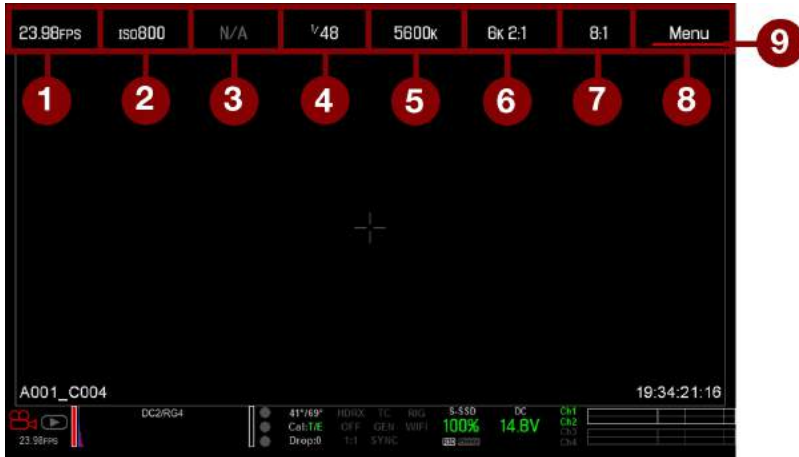 23.98FPS ISO800 N/A 1/48 5600K 6K 2:1 8:1 Menu 9
1 2 3 4 5 6 7 8
A001_C004 19:34:21:16
DC2/RG4 41°/69° HDRX TC RIG S-SSD DC Ch1
Cal:T/E OFF GEN WIFI 100% 14.8V Ch2
23.98FPS Drop:0 1:1 SYNC Ch3
Ch4